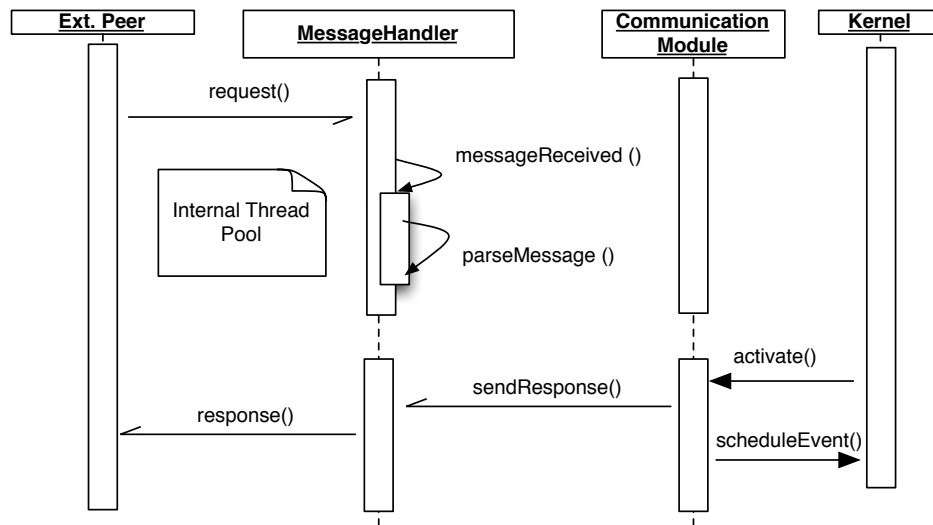 Ext. Peer
MessageHandler
Communication
Module
Kernel
request()
messageReceived ()
Internal Thread
Pool
parseMessage ()
activate()
sendResponse()
response()
scheduleEvent()